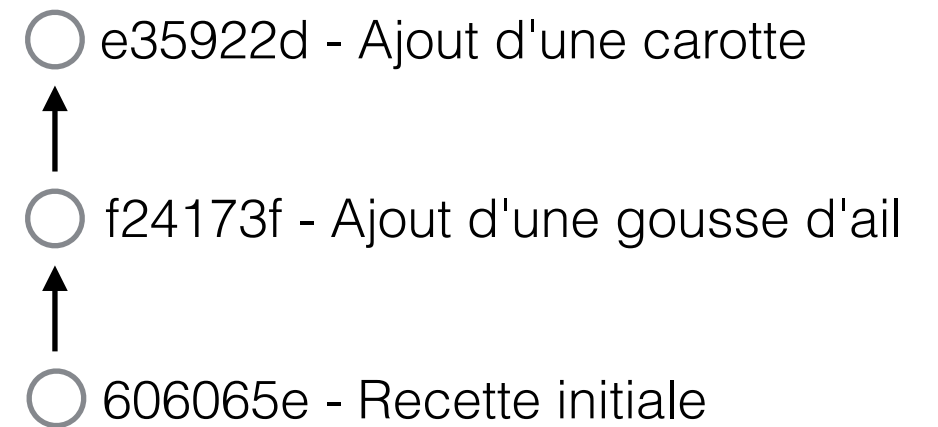 e35922d - Ajout d'une carotte
f24173f - Ajout d'une gousse d'ail
606065e - Recette initiale